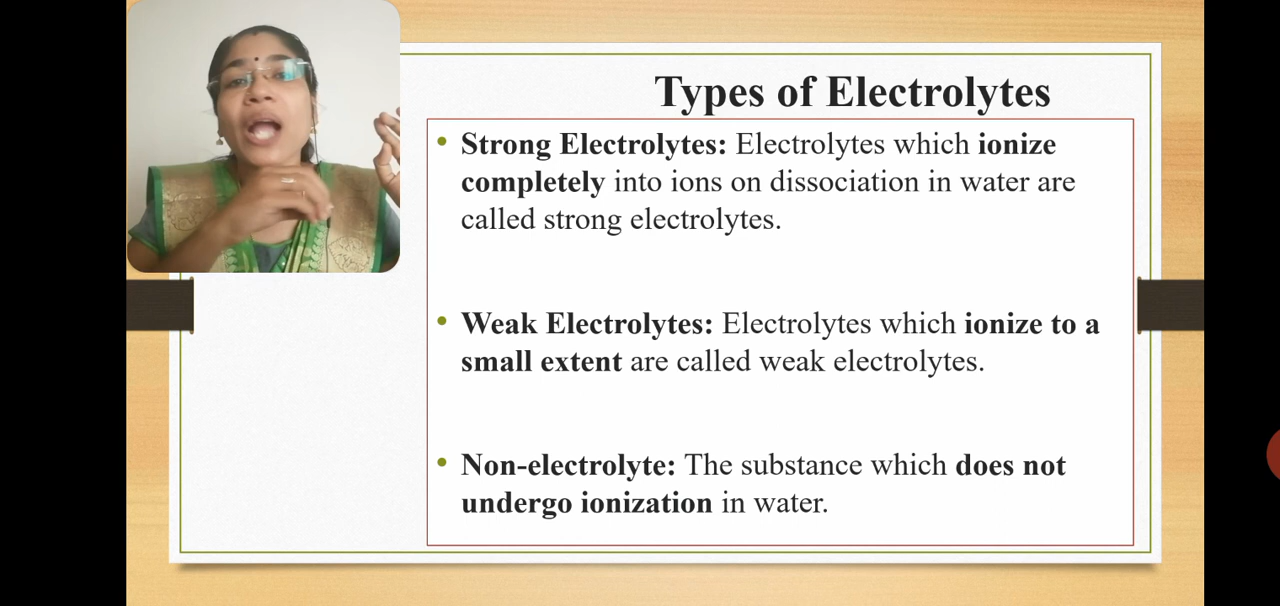 Types of Electrolytes
• Strong Electrolytes: Electrolytes which ionize
completely into ions on dissociation in water are
called strong electrolytes.
• Weak Electrolytes: Electrolytes which ionize to a
small extent are called weak electrolytes.
• Non-electrolyte: The substance which does not
undergo ionization in water.